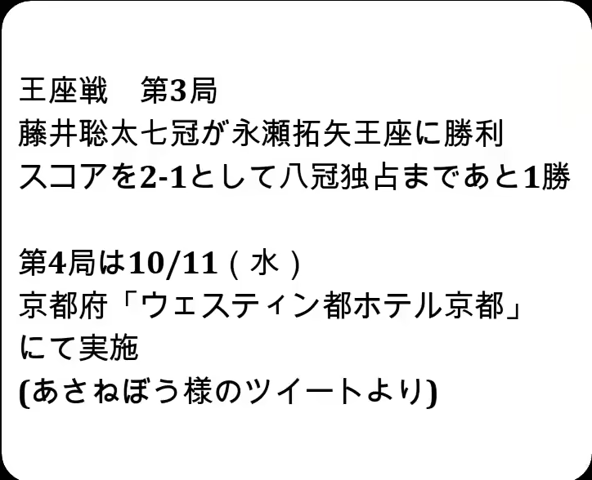 王座戦　第3局
藤井聡太七冠が永瀬拓矢王座に勝利
スコアを2-1として八冠独占まであと1勝
第4局は10/11（水）
京都府「ウェスティン都ホテル京都」
にて実施
(あさねぼう様のツイートより)